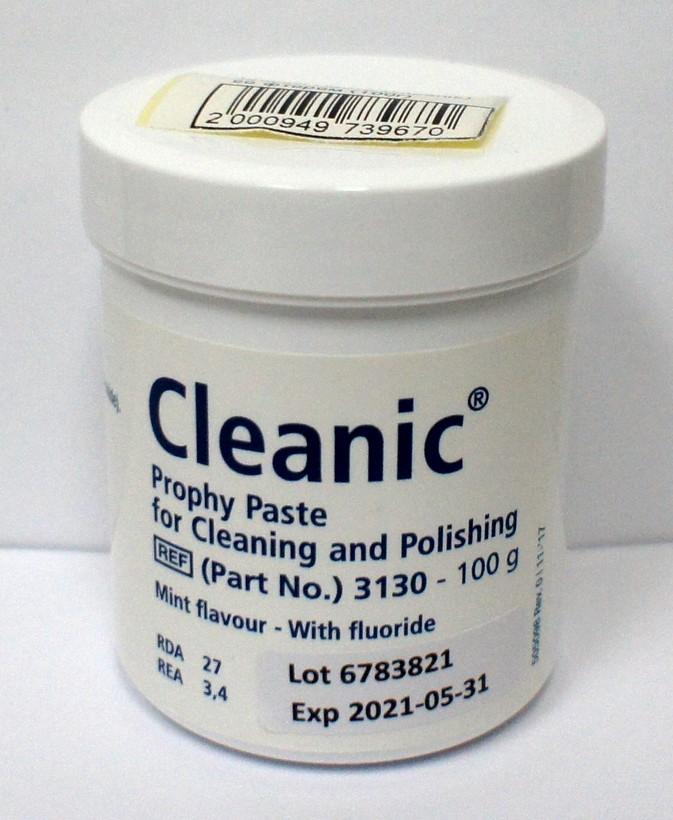 2 000949 739670
Cleanic®
Prophy Paste
for Cleaning and Polishing
REF (Part No.) 3130 - 100 g
Mint flavour - With fluoride
RDA 27
REA 3,4
Lot 6783821
Exp 2021-05-31